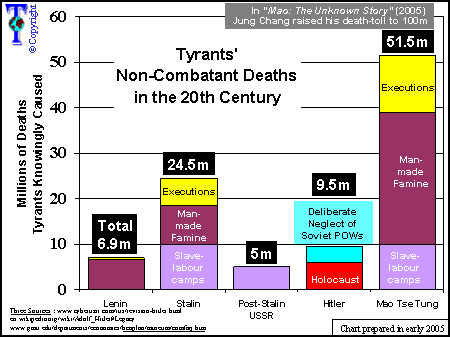 © Copyright
In "Mao: The Unknown Story" (2005)
Jung Chang raised his death-toll to 100m
Tyrants'
Non-Combatant Deaths
in the 20th Century
Millions of Deaths
Tyrants Knowingly Caused
60
50
40
30
20
10
0
Total
6.9m
24.5m
Executions
Man-
made
Famine
Slave-
labour
camps
5m
9.5m
Deliberate
Neglect of
Soviet POWs
Holocaust
51.5m
Executions
Man-
made
Famine
Slave-
labour
camps
Lenin
Stalin
Post-Stalin
USSR
Hitler
Mao Tse Tung
Three Sources :
Chart prepared in early 2005